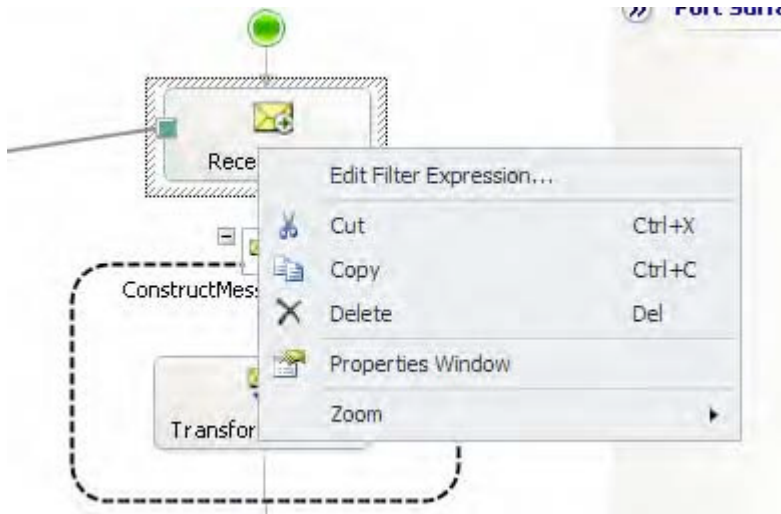 Port Surfa
Rece
Edit Filter Expression...
Cut Ctrl+X
Copy Ctrl+C
ConstructMess
Delete Del
Properties Window
Zoom
Transfor